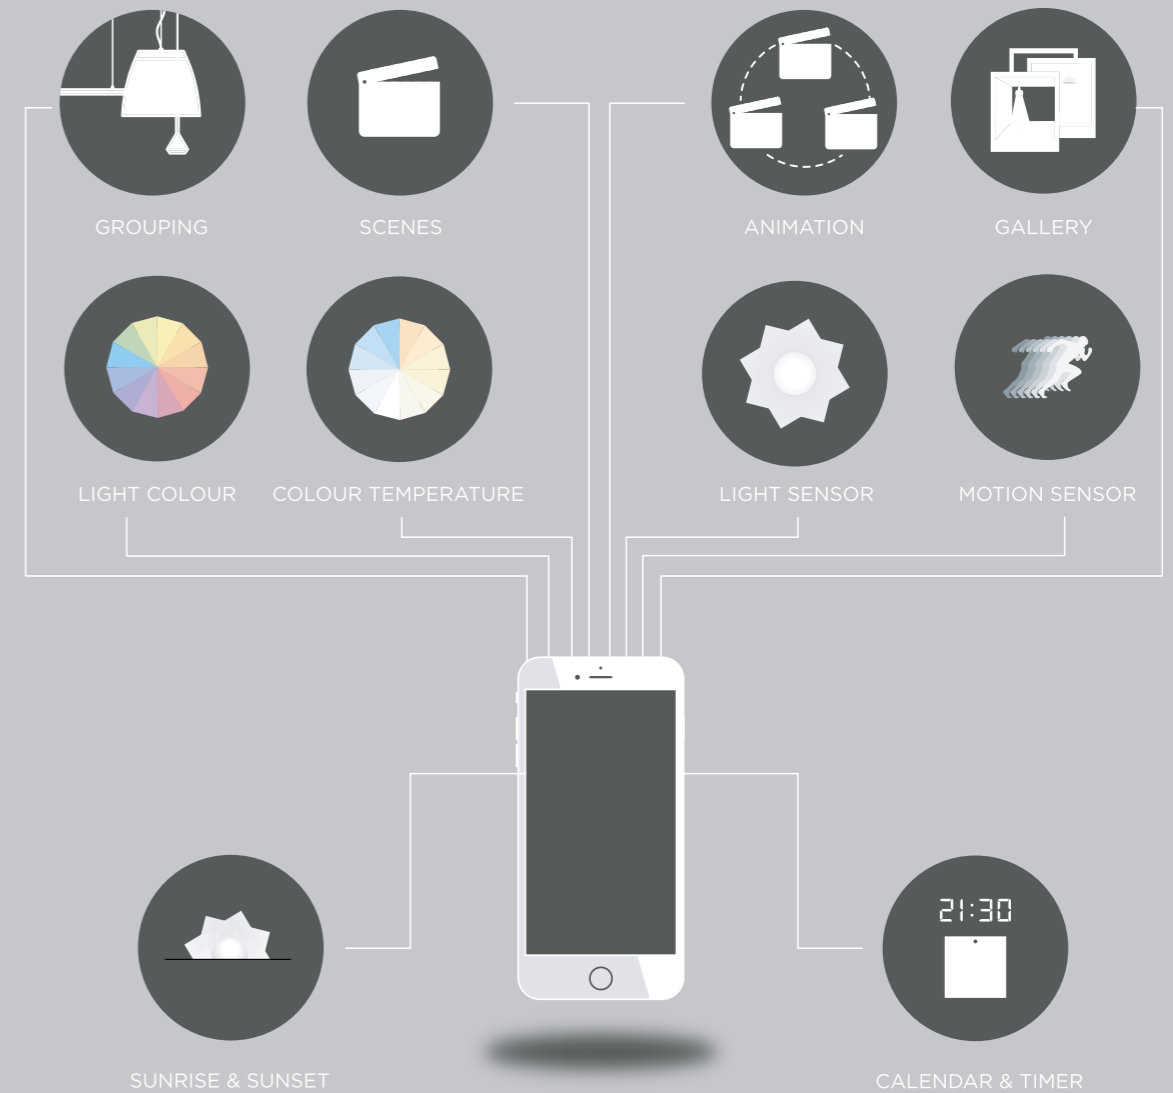 GROUPING
SCENES
ANIMATION
GALLERY
LIGHT COLOUR
COLOUR TEMPERATURE
LIGHT SENSOR
MOTION SENSOR
21:30
SUNRISE & SUNSET
CALENDAR & TIMER